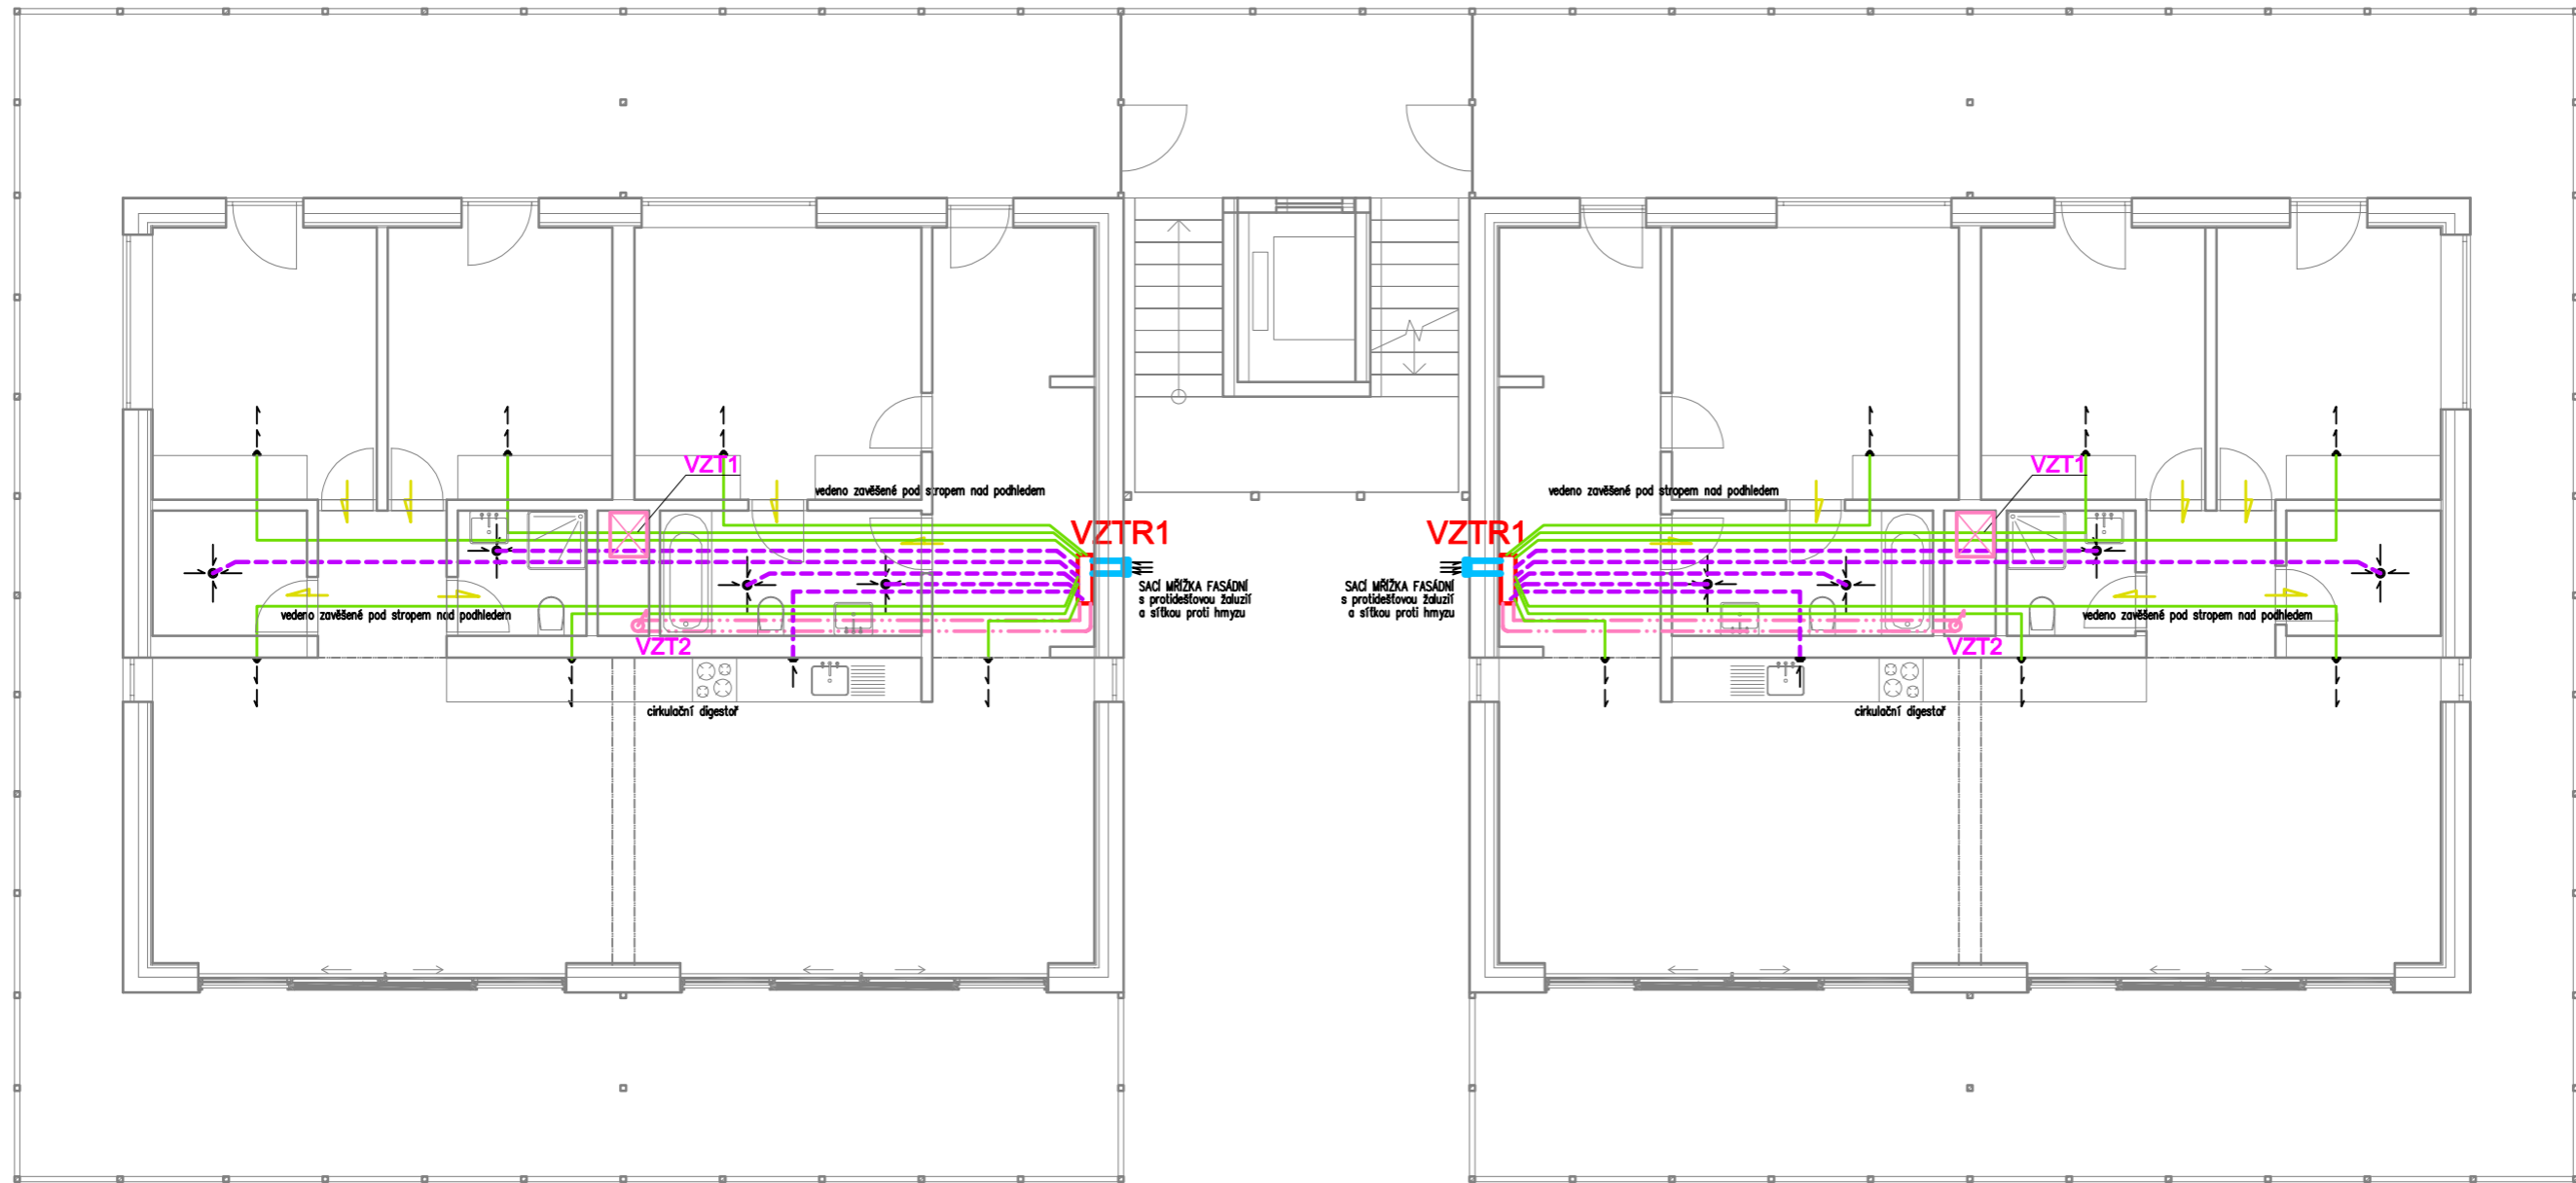 VZT1
VZT1
vedeno zavěšené pod stropem nad podhledem
vedeno zavěšené pod stropem nad podhledem
VZTR1
VZTR1
SACÍ MŘÍŽKA FASÁDNÍ
s protidešťovou žaluzií
a síťkou proti hmyzu
SACÍ MŘÍŽKA FASÁDNÍ
s protidešťovou žaluzií
a síťkou proti hmyzu
vedeno zavěšené pod stropem nad podhledem
vedeno zavěšené pod stropem nad podhledem
VZT2
VZT2
cirkulační digestoř
cirkulační digestoř